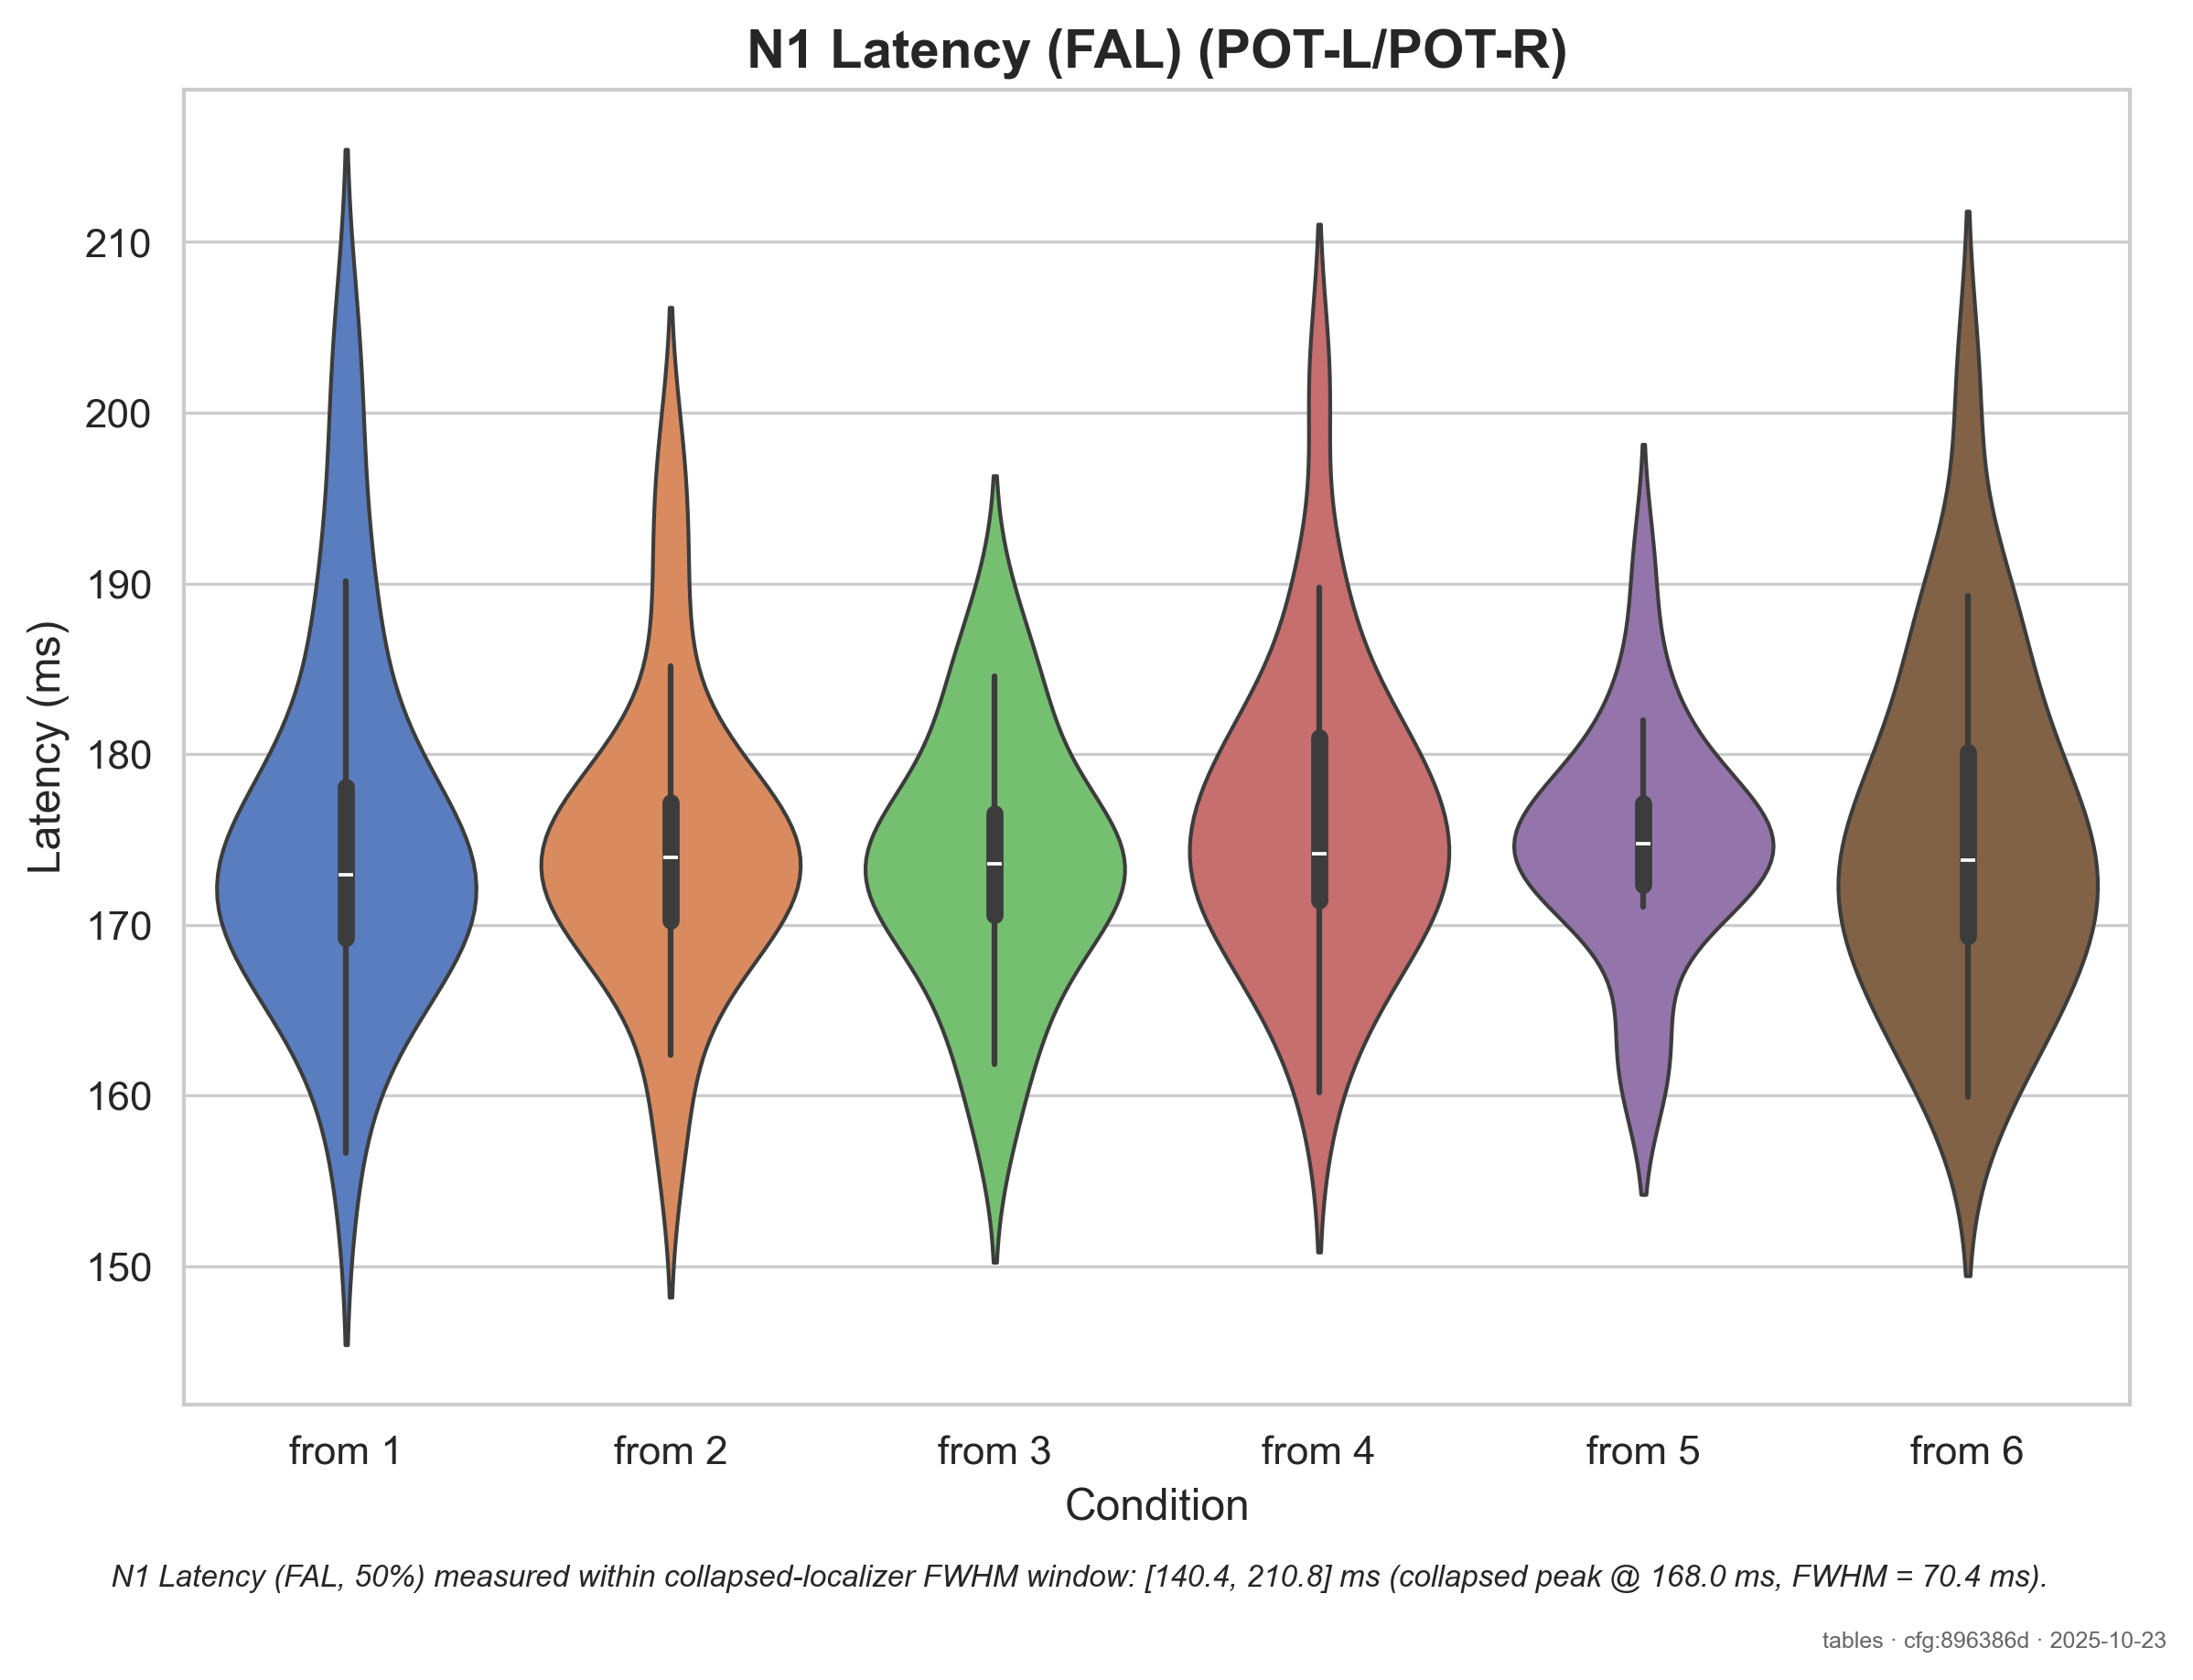 N1 Latency (FAL) (POT-L/POT-R)
Latency (ms)
210
200
190
180
170
160
150
from 1
from 2
from 3
from 4
from 5
from 6
Condition
N1 Latency (FAL, 50%) measured within collapsed-localizer FWHM window: [140.4, 210.8] ms (collapsed peak @ 168.0 ms, FWHM = 70.4 ms).
tables · cfg:896386d · 2025-10-23